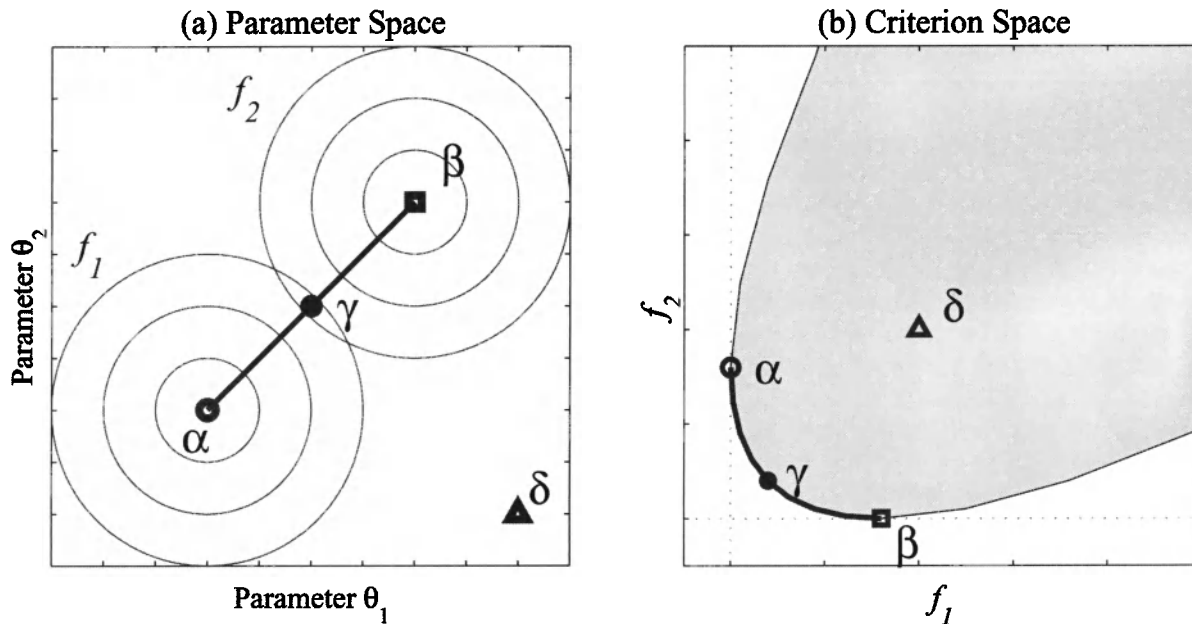 (a) Parameter Space
(b) Criterion Space
f2
β
f1
γ
α
δ
Parameter θ2
Parameter θ1
δ
f2
α
γ
β
f1